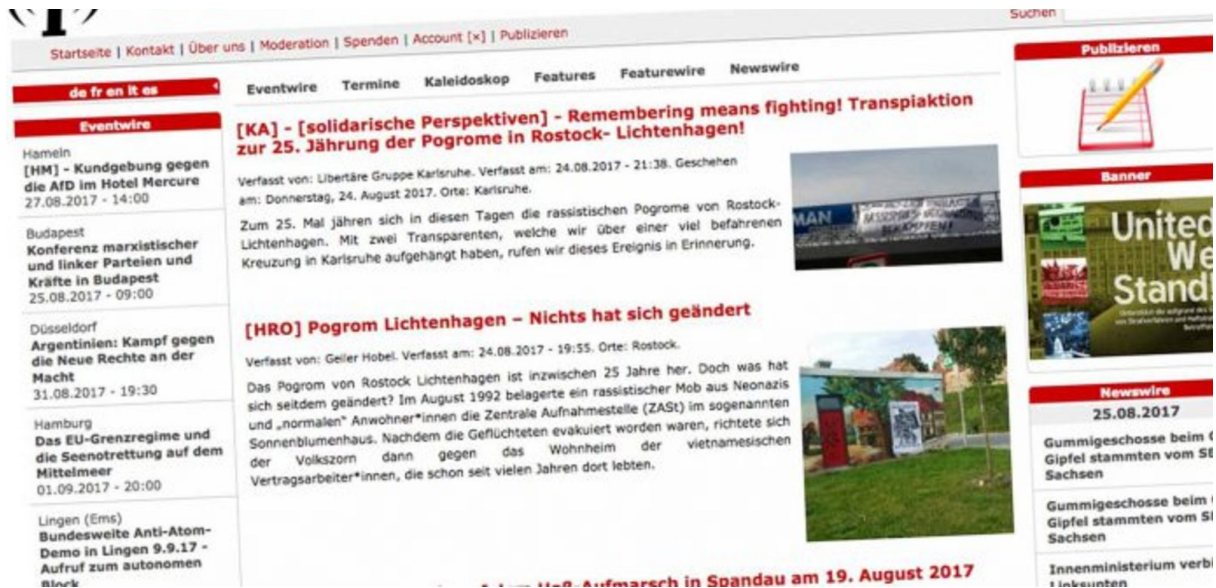 Suchen
Startseite | Kontakt | Über uns | Moderation | Spenden | Account [x] | Publizieren
de fr en it es
Eventwire
Hameln
[HM] - Kundgebung gegen
die AfD im Hotel Mercure
27.08.2017 - 14:00
Budapest
Konferenz marxistischer
und linker Parteien und
Kräfte in Budapest
25.08.2017 - 09:00
Düsseldorf
Argentinien: Kampf gegen
die Neue Rechte an der
Macht
31.08.2017 - 19:30
Hamburg
Das EU-Grenzregime und
die Seenotrettung auf dem
Mittelmeer
01.09.2017 - 20:00
Lingen (Ems)
Bundesweite Anti-Atom-
Demo in Lingen 9.9.17 -
Aufruf zum autonomen
Block
Eventwire Termine Kaleidoskop Features Featurewire Newswire
[KA] - [solidarische Perspektiven] - Remembering means fighting! Transpiaktion
zur 25. Jährung der Pogrome in Rostock- Lichtenhagen!
Verfasst von: Libertäre Gruppe Karlsruhe. Verfasst am: 24.08.2017 - 21:38. Geschehen
am: Donnerstag, 24. August 2017. Orte: Karlsruhe.
Zum 25. Mal jähren sich in diesen Tagen die rassistischen Pogrome von Rostock-
Lichtenhagen. Mit zwei Transparenten, welche wir über einer viel befahrenen
Kreuzung in Karlsruhe aufgehängt haben, rufen wir dieses Ereignis in Erinnerung.
MAN
BEKÄMPFEN!
[HRO] Pogrom Lichtenhagen – Nichts hat sich geändert
Verfasst von: Geiler Hobel. Verfasst am: 24.08.2017 - 19:55. Orte: Rostock.
Das Pogrom von Rostock Lichtenhagen ist inzwischen 25 Jahre her. Doch was hat
sich seitdem geändert? Im August 1992 belagerte ein rassistischer Mob aus Neonazis
und „normalen" Anwohner*innen die Zentrale Aufnahmestelle (ZASt) im sogenannten
Sonnenblumenhaus. Nachdem die Geflüchteten evakuiert worden waren, richtete sich
der Volkszorn dann gegen das Wohnheim der vietnamesischen
Vertragsarbeiter*innen, die schon seit vielen Jahren dort lebten.
Heß-Aufmarsch in Spandau am 19. August 2017
Publizieren
Banner
United
We
Stand!
Newswire
25.08.2017
Gummigeschosse beim
Gipfel stammten vom
Sachsen
Gummigeschosse beim
Gipfel stammten vom
Sachsen
Innenministerium
Linksunten